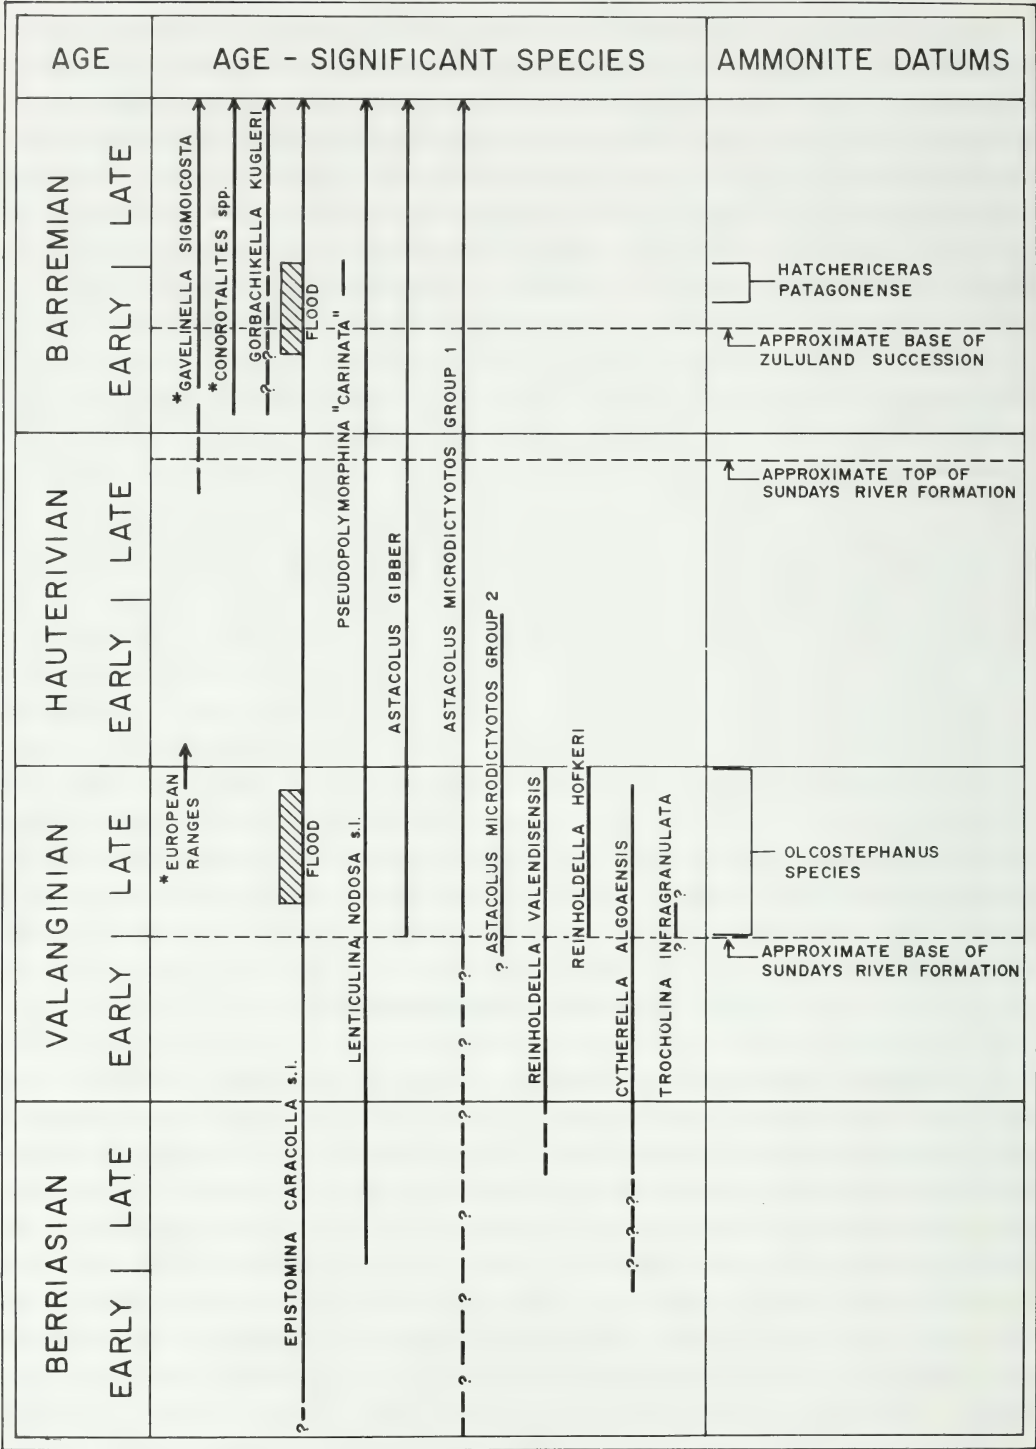 AGE
AGE - SIGNIFICANT SPECIES
AMMONITE DATUMS
BARREMIAN
LATE
EARLY
HAUTERIVIAN
LATE
EARLY
VALANGINIAN
LATE
EARLY
BERRIASIAN
LATE
EARLY
*GAVELINELLA SIGMOICOSTA
*CONOROTALITES spp.
GORBACHIKELLA KUGLERI
? ?
FLOOD
PSEUDOPOLYMORPHINA "CARINATA"
ASTACOLUS GIBBER
ASTACOLUS MICRODICTYOTOS GROUP 1
? ? ? ? ? ? ?
? ASTACOLUS MICRODICTYOTOS GROUP 2
*EUROPEAN
RANGES
FLOOD
EPISTOMINA CARACOLLA s.l.
?
LENTICULINA NODOSA s.l.
REINHOLDELLA VALENDISENSIS
REINHOLDELLA HOFKERI
CYTHERELLA ALGOAENSIS
? ? ?
TROCHOLINA INFRAGRANULATA
? ?
HATCHERICERAS
PATAGONENSE
APPROXIMATE BASE OF
ZULULAND SUCCESSION
APPROXIMATE TOP OF
SUNDAYS RIVER FORMATION
OLCOSTEPHANUS
SPECIES
APPROXIMATE BASE OF
SUNDAYS RIVER FORMATION